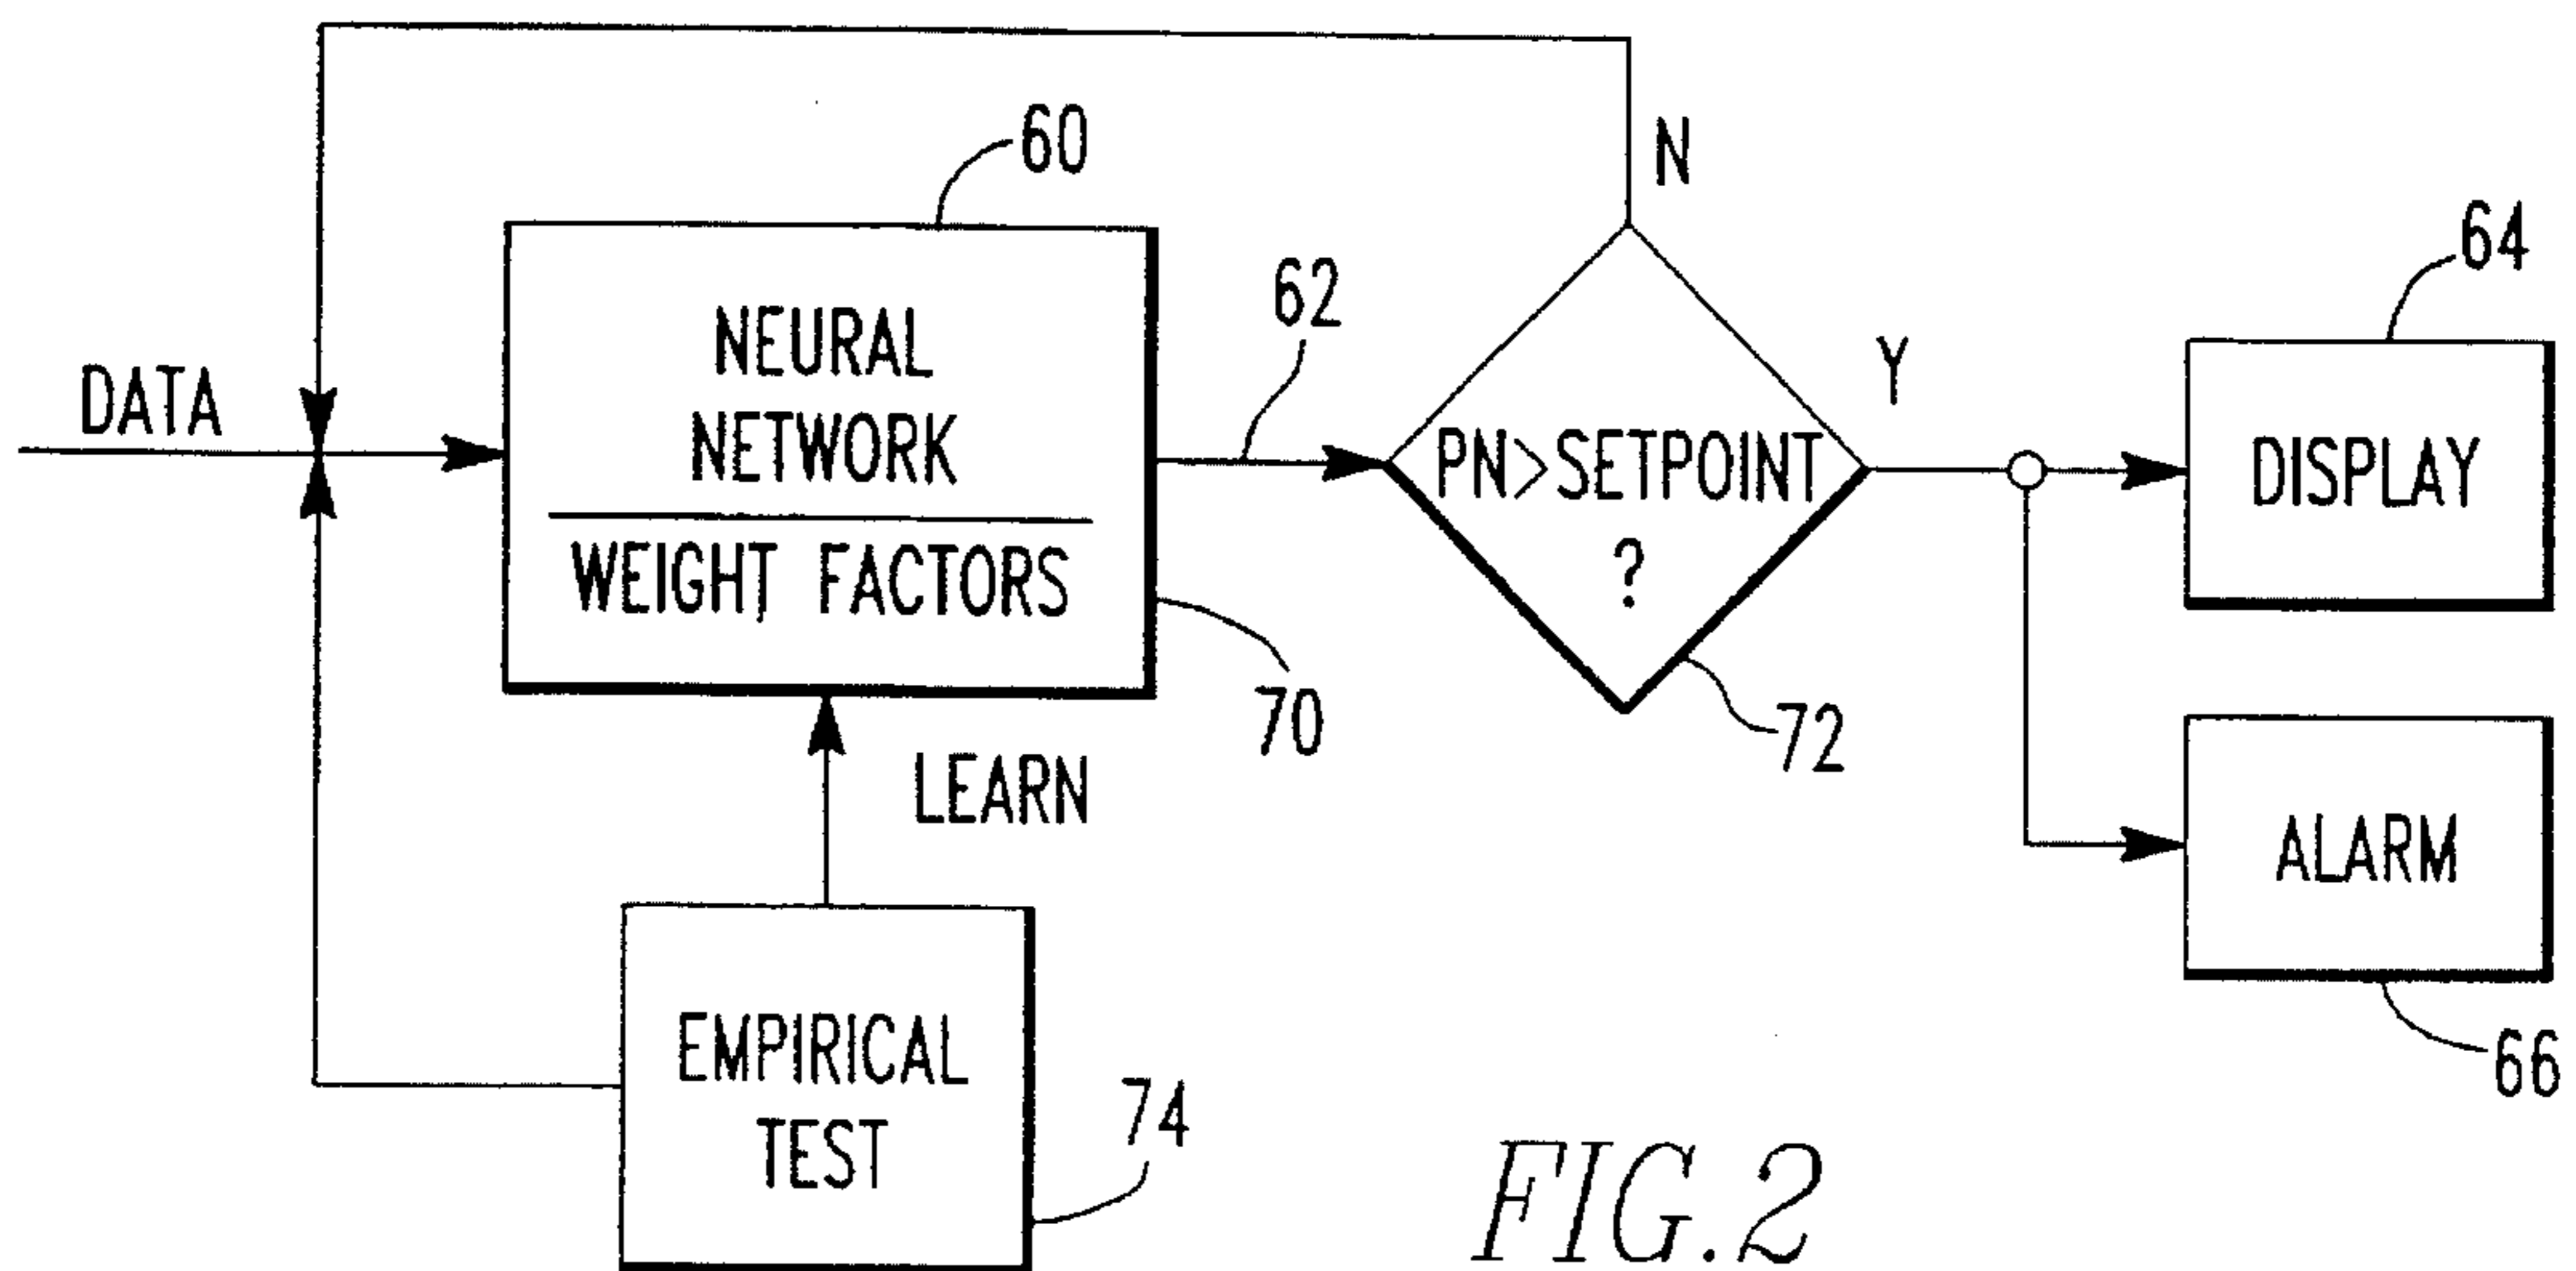 60
N
64
62
Y
DATA
NEURAL
NETWORK
WEIGHT FACTORS
PN>SETPOINT
?
DISPLAY
70
72
LEARN
ALARM
66
EMPIRICAL
TEST
74
FIG.2